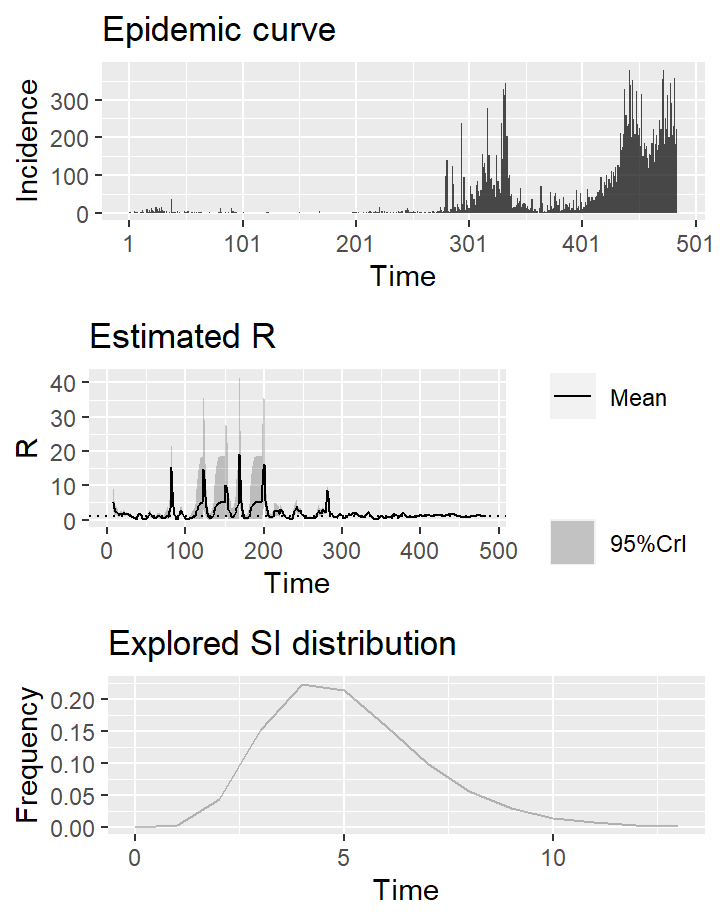 Epidemic curve
Incidence
300
200
100
0
1 101 201 301 401 501
Time
Estimated R
R
40
30
20
10
0
0 100 200 300 400 500
Time
Mean
95%CrI
Explored SI distribution
Frequency
0.20
0.15
0.10
0.05
0.00
0 5 10
Time